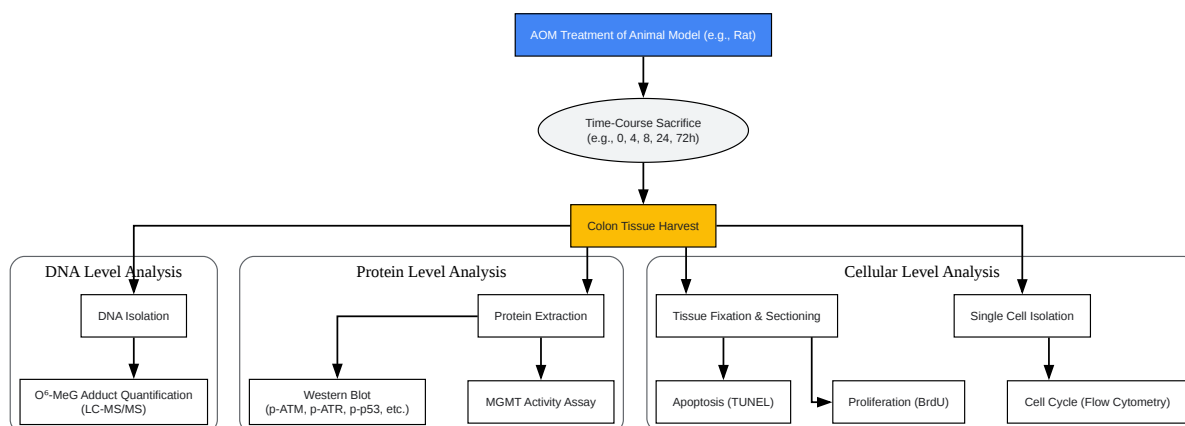 AOM Treatment of Animal Model (e.g., Rat)
Time-Course Sacrifice
(e.g., 0, 4, 8, 24, 72h)
Colon Tissue Harvest
DNA Level Analysis
Protein Level Analysis
Cellular Level Analysis
DNA Isolation
Protein Extraction
Tissue Fixation & Sectioning
Single Cell Isolation
O⁶-MeG Adduct Quantification
(LC-MS/MS)
Western Blot
(p-ATM, p-ATR, p-p53, etc.)
MGMT Activity Assay
Apoptosis (TUNEL)
Proliferation (BrdU)
Cell Cycle (Flow Cytometry)